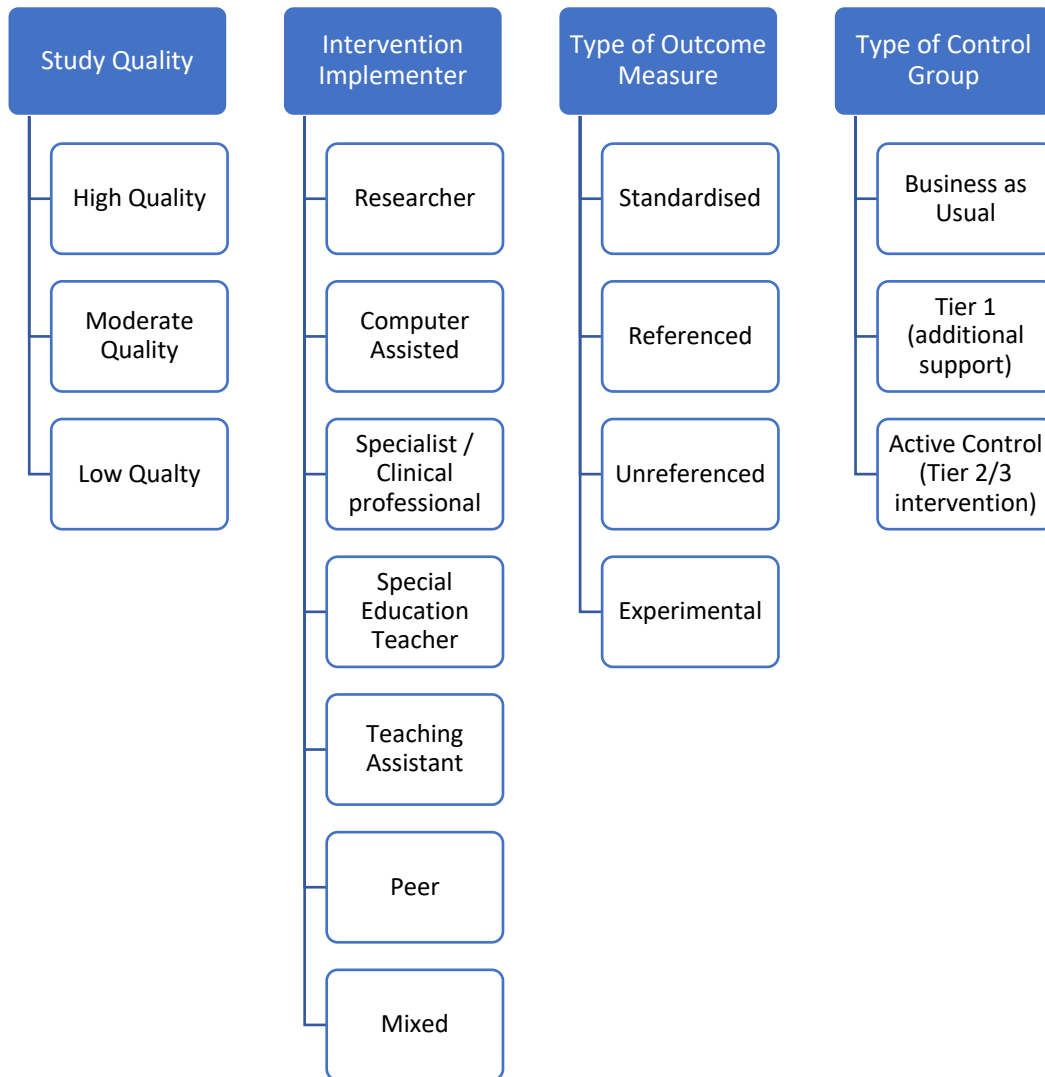 Study Quality
High Quality
Moderate
Quality
Low Qualty
Intervention
Implementer
Researcher
Computer
Assisted
Specialist /
Clinical
professional
Special
Education
Teacher
Teaching
Assistant
Peer
Mixed
Type of Outcome
Measure
Standardised
Referenced
Unreferenced
Experimental
Type of Control
Group
Business as
Usual
Tier 1
(additional
support)
Active Control
(Tier 2/3
intervention)